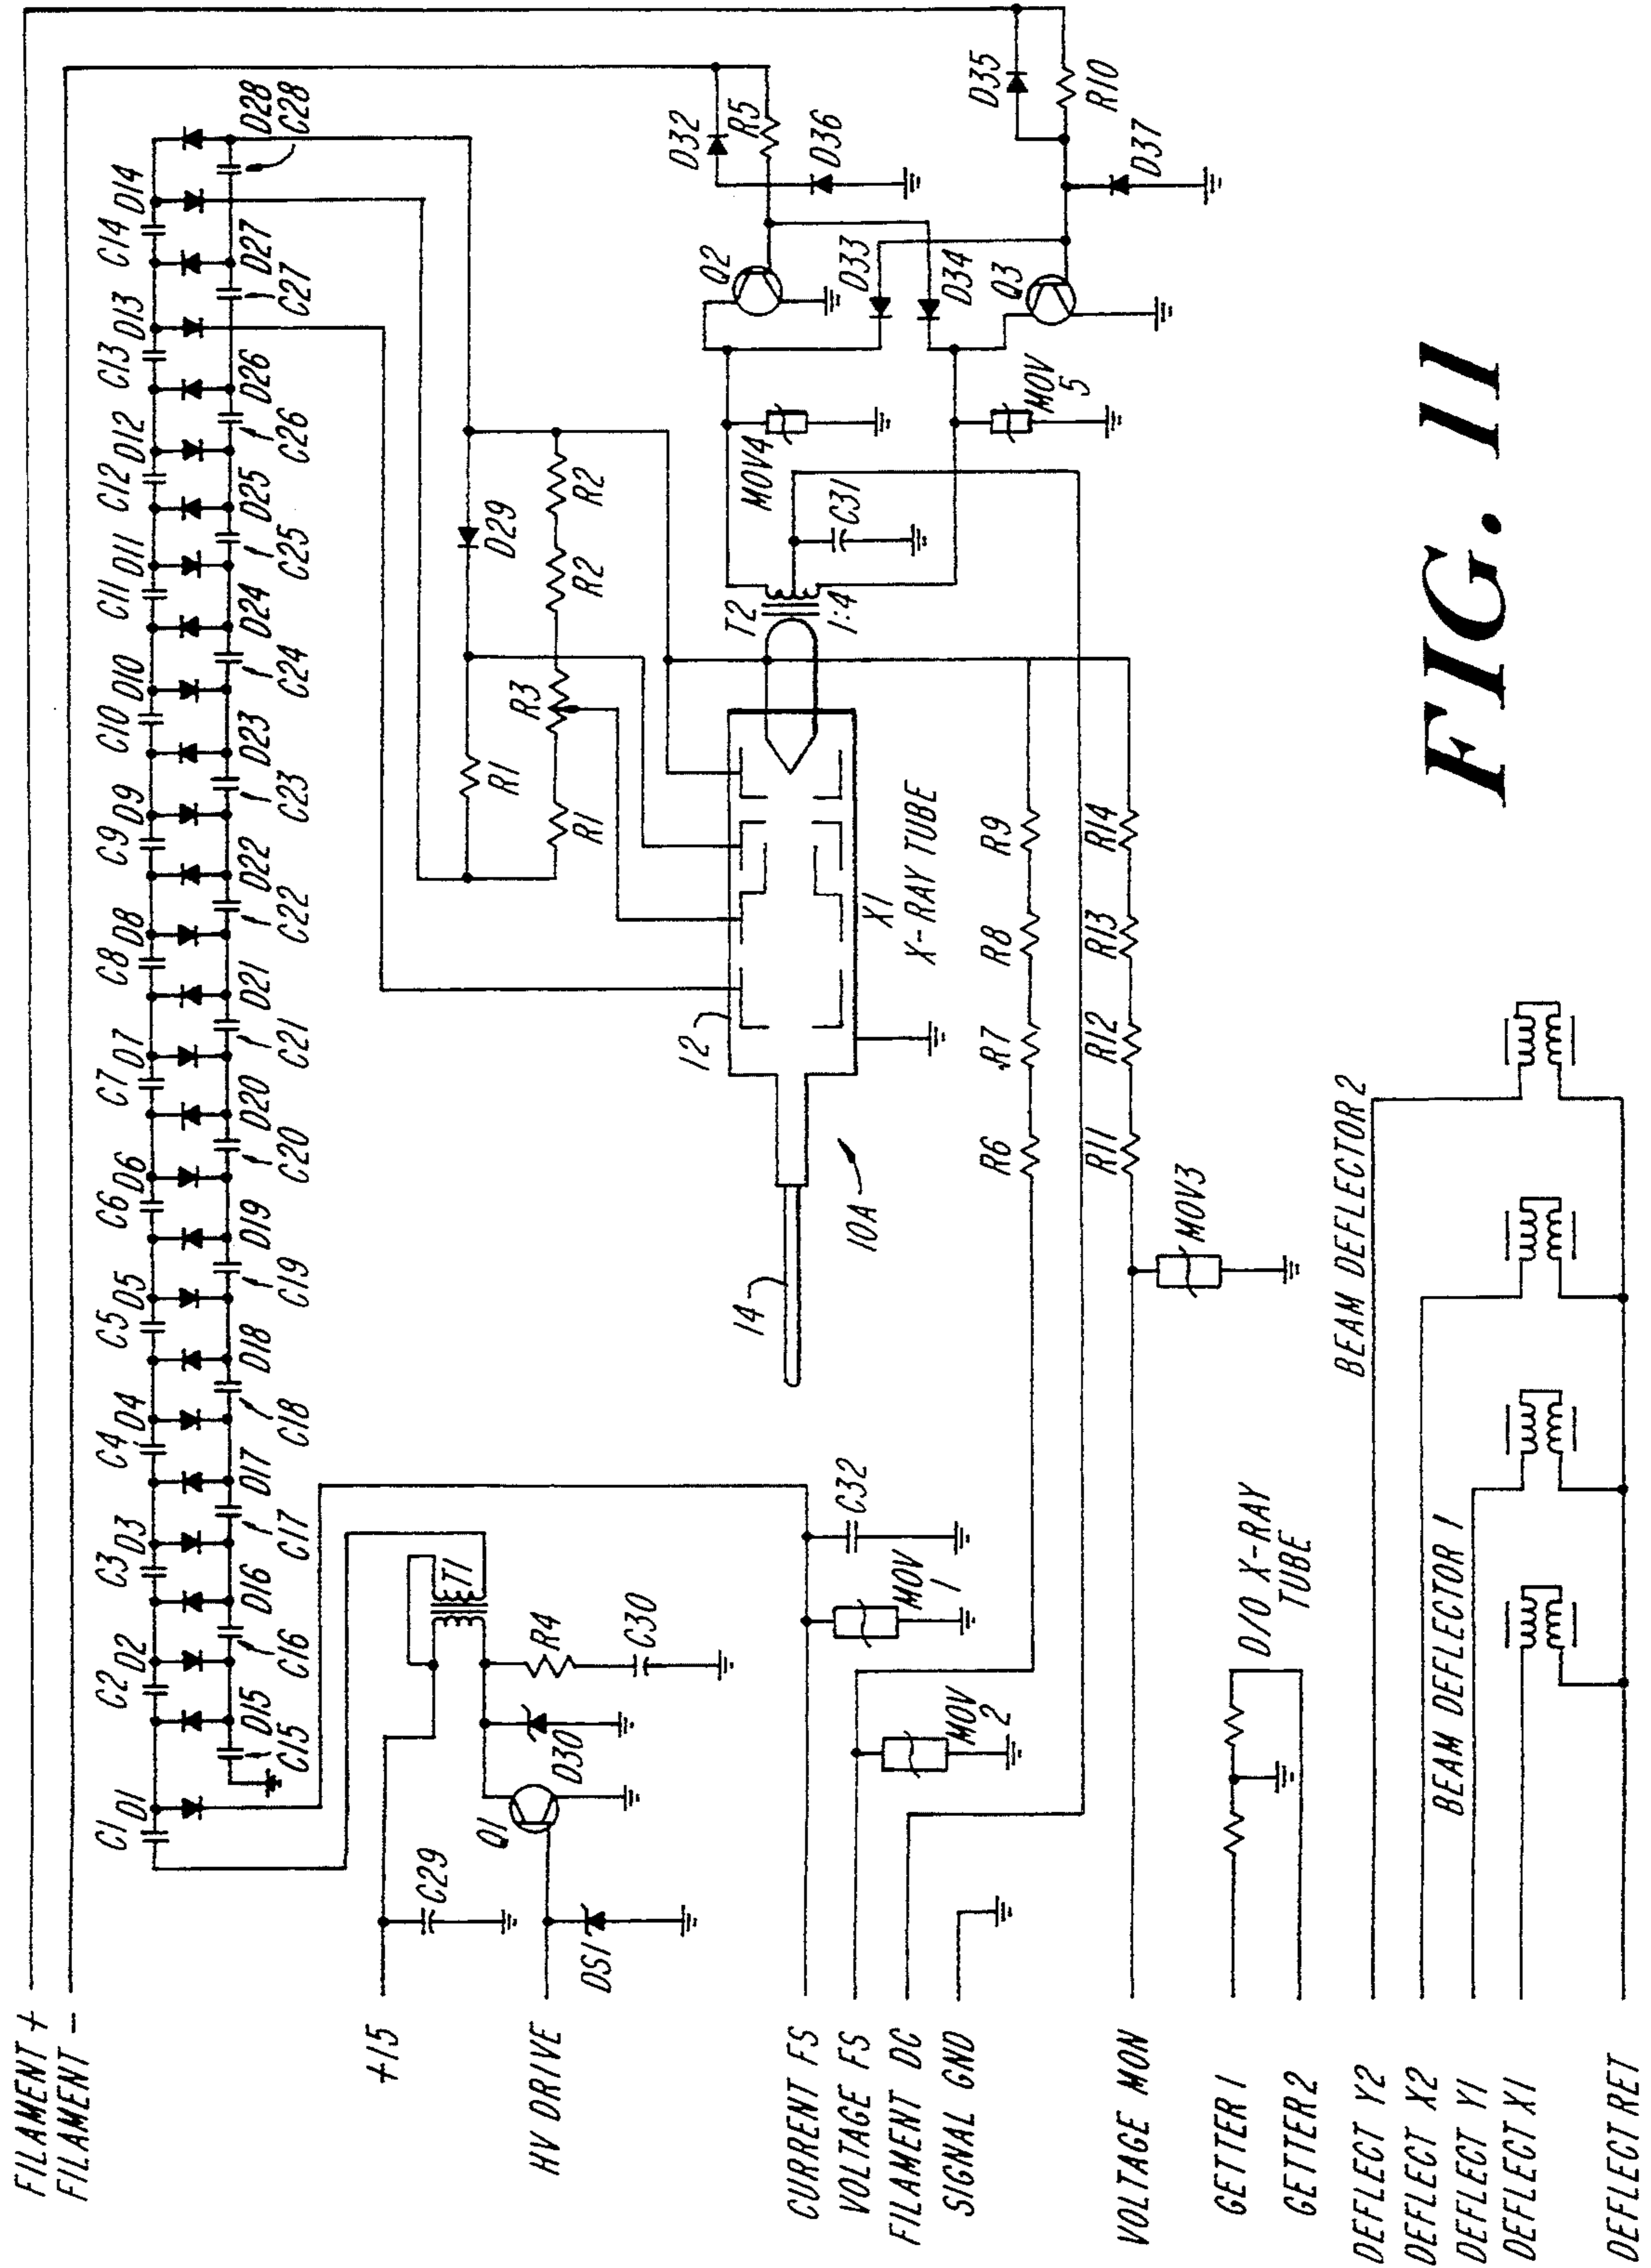 FILAMENT +
FILAMENT -
C1 D1
C2 D2
C3 D3
C4 D4
C5 D5
C6 D6
C7 D7
C8 D8
C9 D9
C10 D10
C11 D11
C12 D12
C13 D13
C14 D14
D15
C15
D16
C16
D17
C17
D18
C18
D19
C19
D20
C20
D21
C21
D22
C22
D23
C23
D24
C24
D25
C25
D26
C26
D27
C27
D28
C28
+15
C29
T1
HV DRIVE
Q1
D30
R4
C30
DS1
R1
D29
R1
R3
R2
R2
D32
R5
D36
D35
R10
D37
Q2
D33
D34
Q3
MOV4
MOV
5
C31
T2
1:4
12
14
10A
X1
X-RAY TUBE
CURRENT FS
VOLTAGE FS
FILAMENT DC
SIGNAL GND
C32
MOV
1
MOV
2
R6
R7
R8
R9
R11
R12
R13
R14
VOLTAGE MON
MOV3
GETTER 1
GETTER 2
D/O X-RAY
TUBE
DEFLECT Y2
DEFLECT X2
DEFLECT Y1
DEFLECT X1
DEFLECT RET
BEAM DEFLECTOR 2
BEAM DEFLECTOR 1
FIG. 11